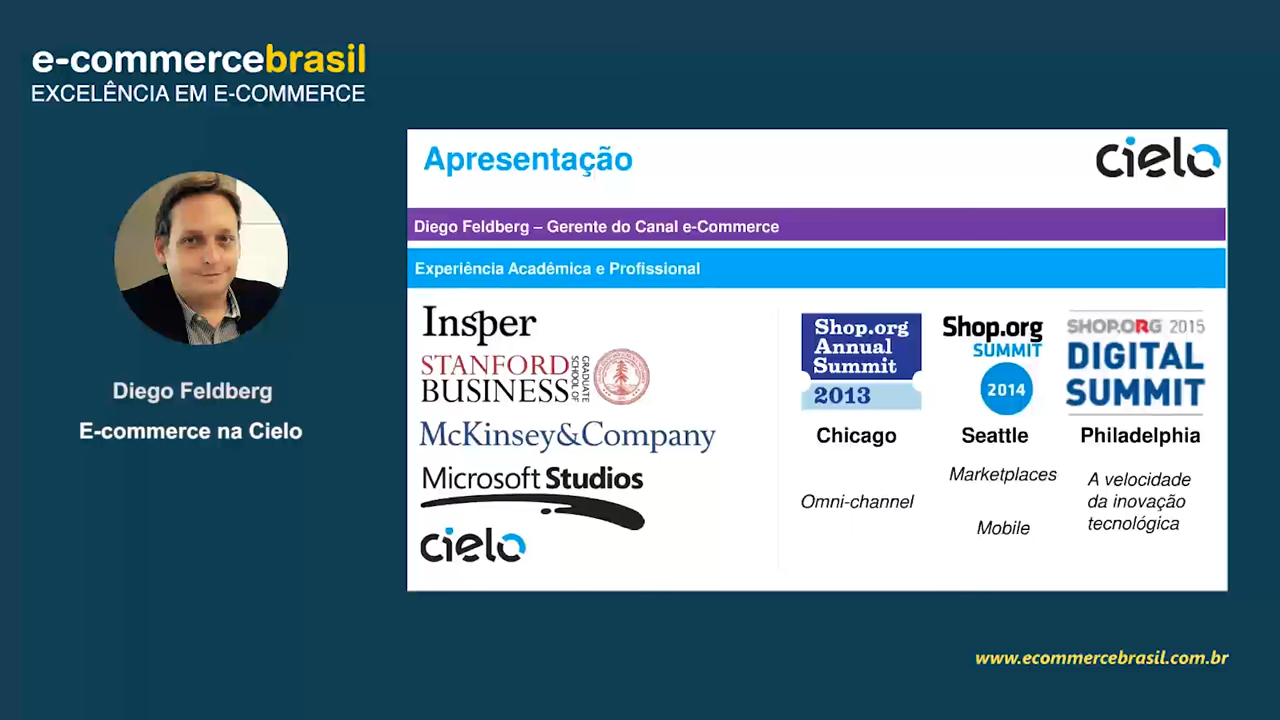 e-commercebrasil
EXCELÊNCIA EM E-COMMERCE
Diego Feldberg
E-commerce na Cielo
Apresentação
cielo
Diego Feldberg – Gerente do Canal e-Commerce
Experiência Acadêmica e Profissional
Insper
STANFORD
BUSINESS
GRADUATE
SCHOOL OF
McKinsey&Company
Microsoft Studios
cielo
Shop.org
Annual
Summit
2013
Chicago
Omni-channel
Shop.org
SUMMIT
2014
Seattle
Marketplaces
Mobile
SHOP.ORG 2015
DIGITAL
SUMMIT
Philadelphia
A velocidade
da inovação
tecnológica
www.ecommercebrasil.com.br